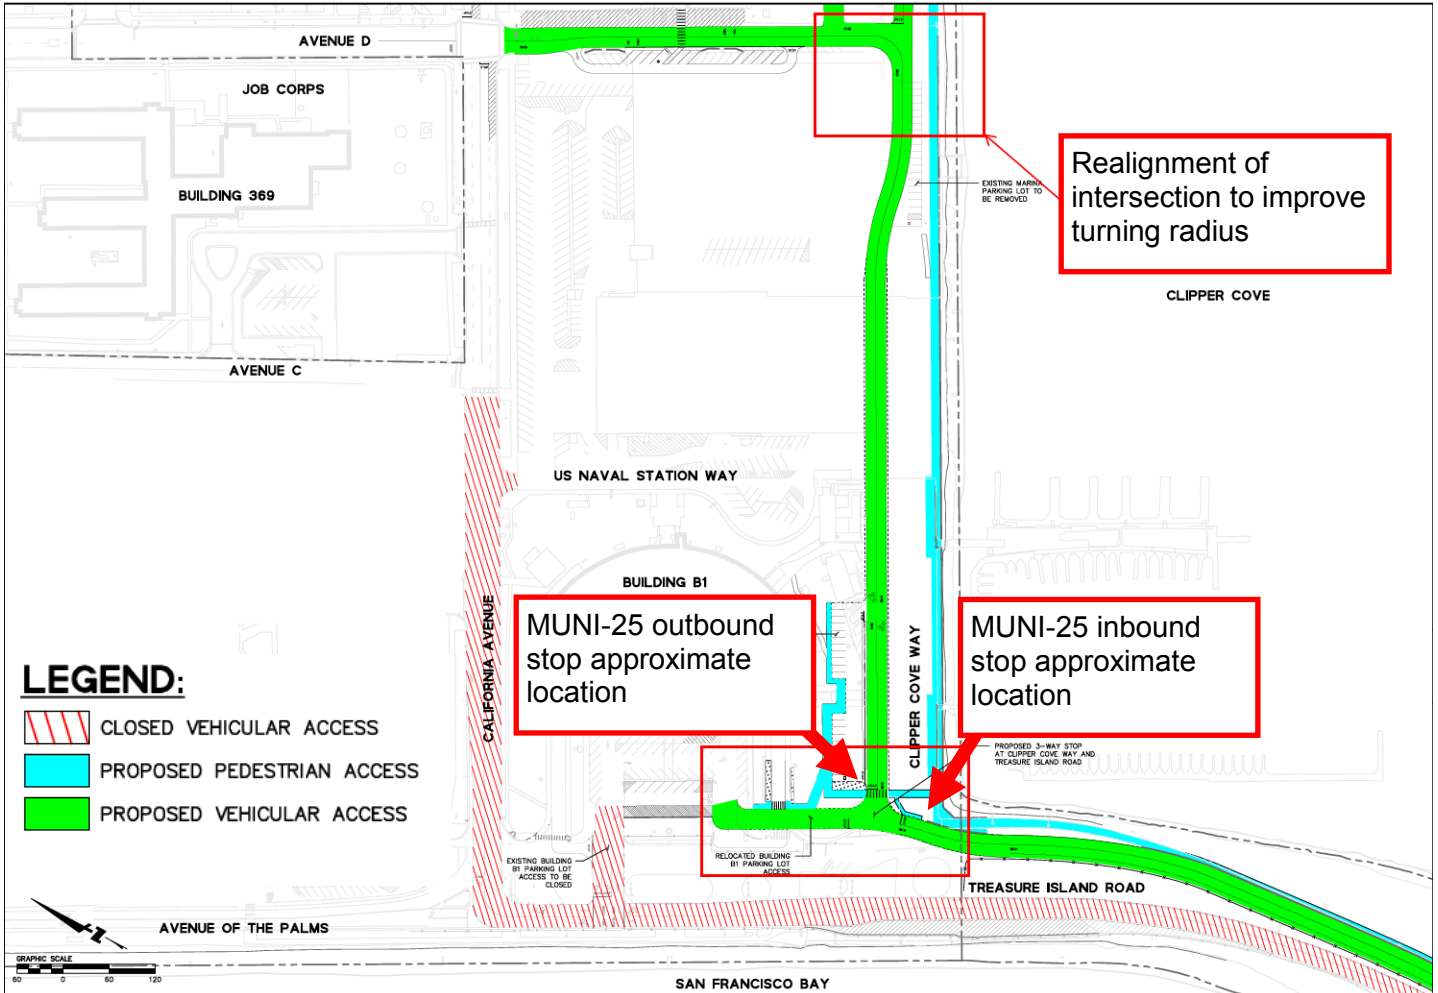 AVENUE D
JOB CORPS
BUILDING 369
AVENUE C
Realignment of
intersection to improve
turning radius
EXISTING MARINA
PARKING LOT TO
BE REMOVED
CLIPPER COVE
US NAVAL STATION WAY
BUILDING B1
CALIFORNIA AVENUE
MUNI-25 outbound
stop approximate
location
CLIPPER COVE WAY
MUNI-25 inbound
stop approximate
location
PROPOSED 3-WAY STOP
AT CLIPPER COVE WAY AND
TREASURE ISLAND ROAD
LEGEND:
CLOSED VEHICULAR ACCESS
PROPOSED PEDESTRIAN ACCESS
PROPOSED VEHICULAR ACCESS
EXISTING BUILDING
B1 PARKING LOT
ACCESS TO BE
CLOSED
RELOCATED BUILDING
B1 PARKING LOT
ACCESS
TREASURE ISLAND ROAD
AVENUE OF THE PALMS
Z
GRAPHIC SCALE
60 0 60 120
SAN FRANCISCO BAY